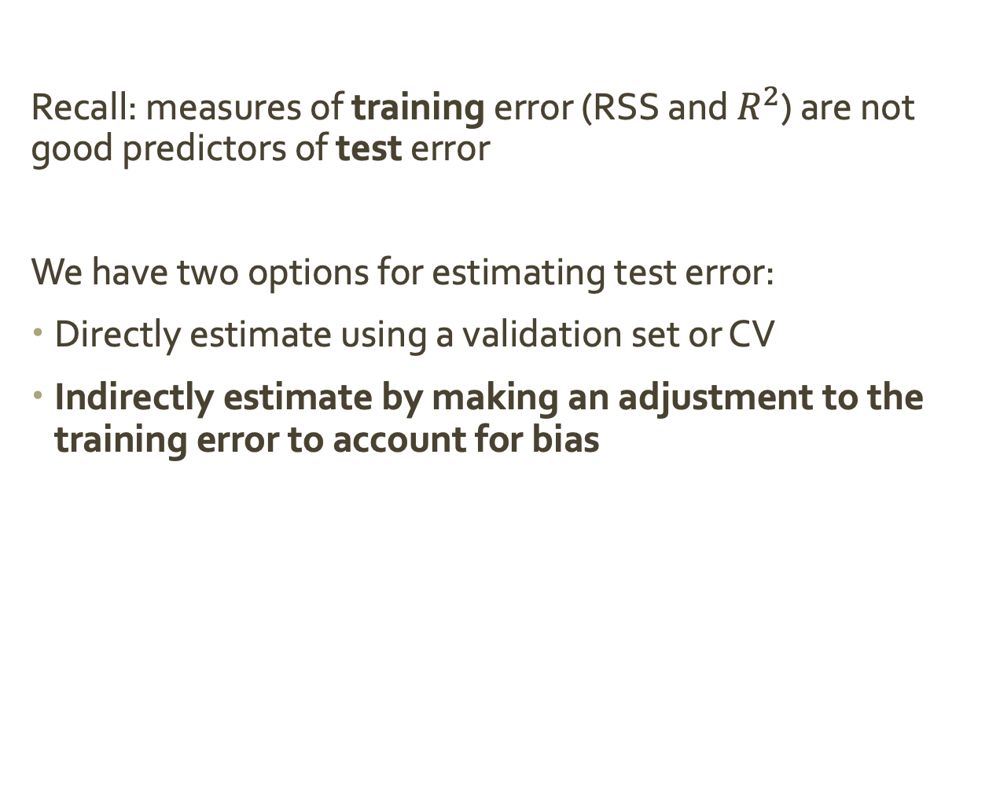 Recall: measures of training error (RSS and R²) are not
good predictors of test error
We have two options for estimating test error:
• Directly estimate using a validation set or CV
• Indirectly estimate by making an adjustment to the
training error to account for bias